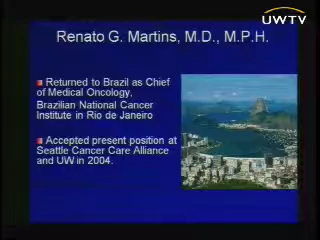 UWTV
Renato G. Martins, M.D., M.P.H.
Returned to Brazil as Chief
of Medical Oncology,
Brazilian National Cancer
Institute in Rio de Janeiro
Accepted present position at
Seattle Cancer Care Alliance
and UW in 2004.